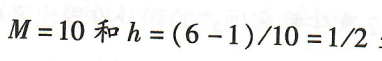 M = 10 和 h = (6 − 1)/10 = 1/2